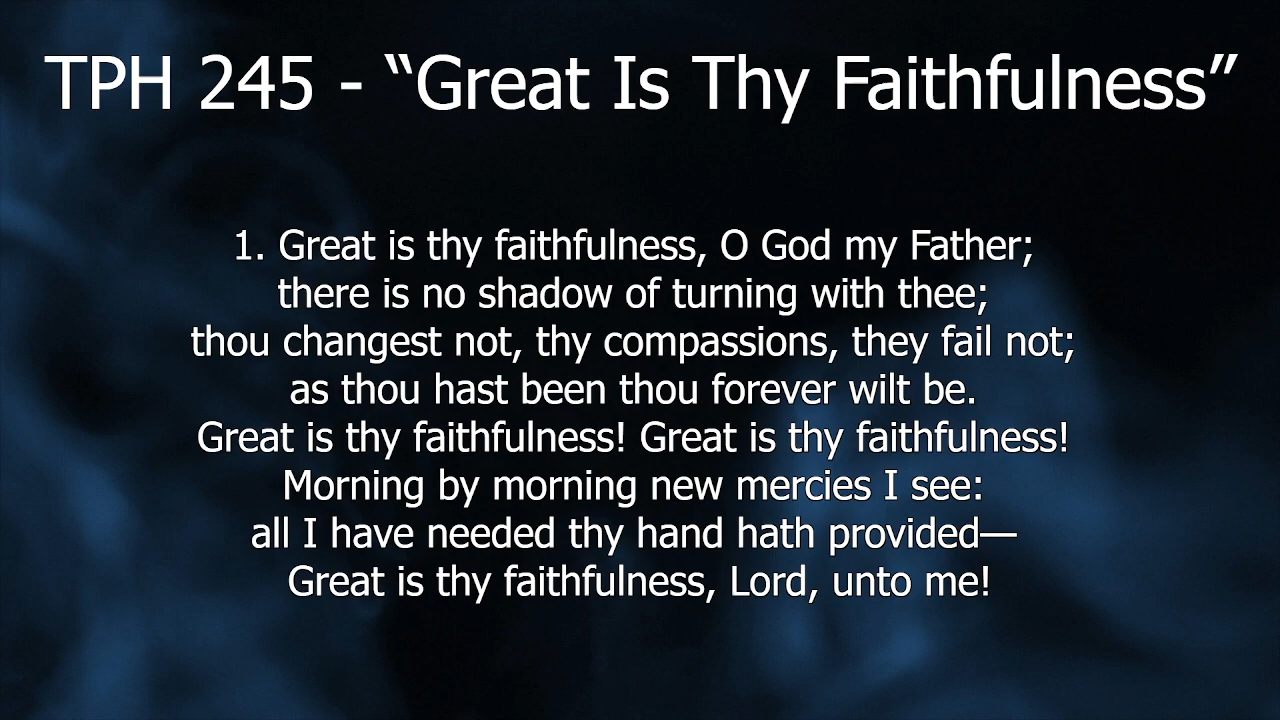 TPH 245 - “Great Is Thy Faithfulness”
1. Great is thy faithfulness, O God my Father;
there is no shadow of turning with thee;
thou changest not, thy compassions, they fail not;
as thou hast been thou forever wilt be.
Great is thy faithfulness! Great is thy faithfulness!
Morning by morning new mercies I see:
all I have needed thy hand hath provided—
Great is thy faithfulness, Lord, unto me!